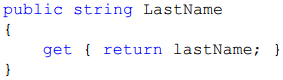 public string LastName
{
    get { return lastName; }
}